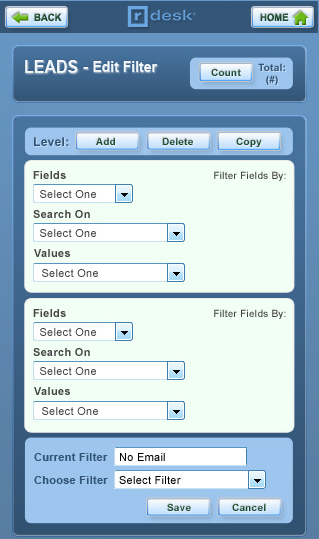 BACK
rdesk®
HOME
LEADS - Edit Filter
Count
Total:
(#)
Level:
Add
Delete
Copy
Fields
Filter Fields By:
Select One
Search On
Select One
Values
Select One
Fields
Filter Fields By:
Select One
Search On
Select One
Values
Select One
Current Filter
No Email
Choose Filter
Select Filter
Save
Cancel